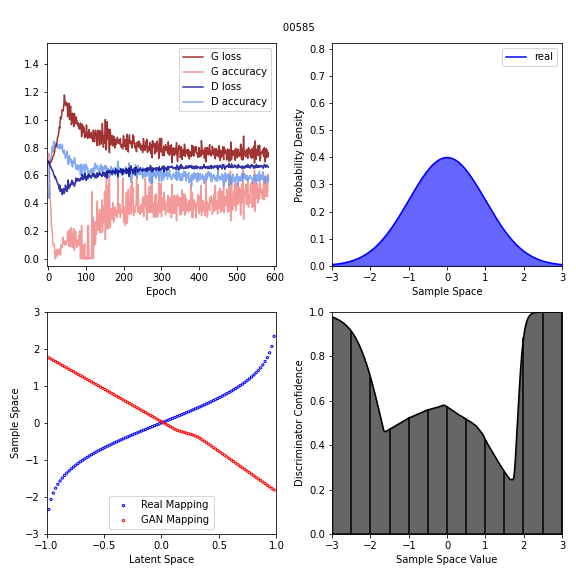 00585
G loss
G accuracy
D loss
D accuracy
1.4
1.2
1.0
0.8
0.6
0.4
0.2
0.0
0 100 200 300 400 500 600
Epoch
real
Probability Density
0.8
0.7
0.6
0.5
0.4
0.3
0.2
0.1
0.0
−3 −2 −1 0 1 2 3
Sample Space
Sample Space
3
2
1
0
−1
−2
−3
Real Mapping
GAN Mapping
−1.0 −0.5 0.0 0.5 1.0
Latent Space
Discriminator Confidence
1.0
0.8
0.6
0.4
0.2
0.0
−3 −2 −1 0 1 2 3
Sample Space Value